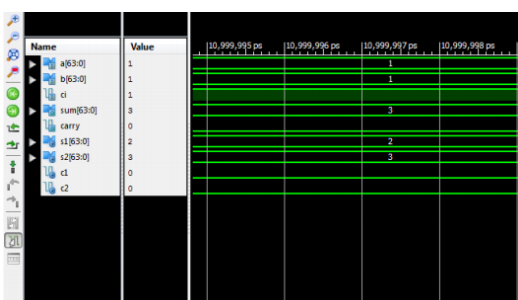 Name Value 10,999,995 ps 10,999,996 ps 10,999,997 ps 10,999,998 ps
a[63:0] 1 1
b[63:0] 1 1
ci 1
sum[63:0] 3 3
carry 0
s1[63:0] 2 2
s2[63:0] 3 3
c1 0
c2 0